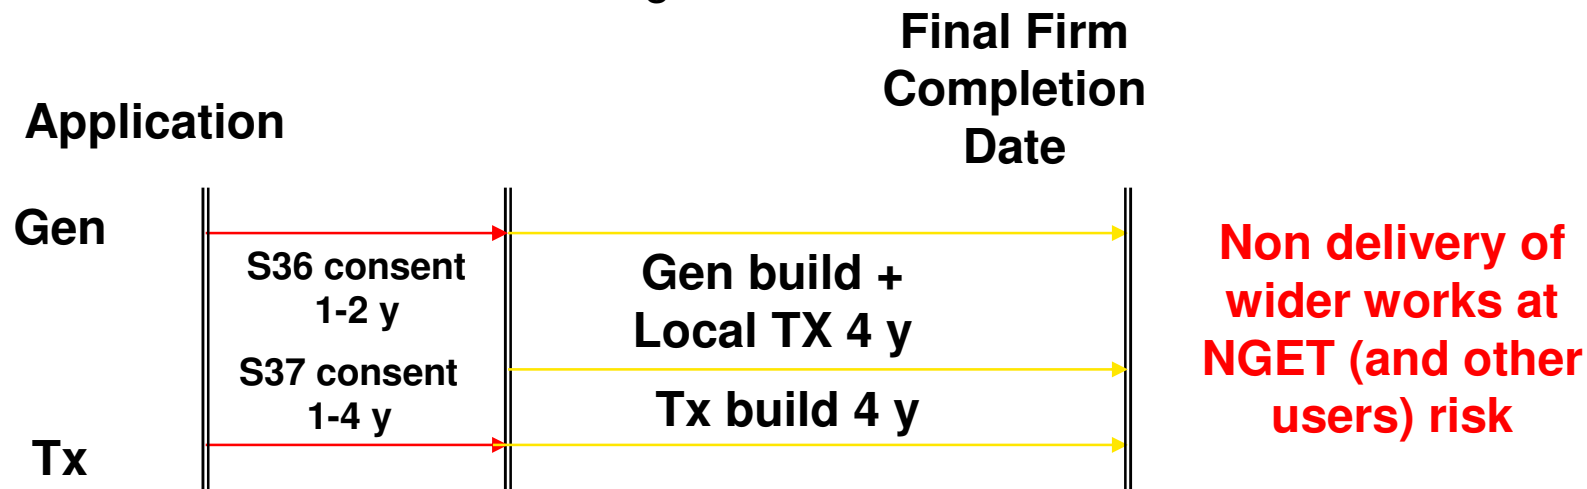 Final Firm
Completion
Date
Application
Gen
S36 consent
1-2 y
Gen build +
Local TX 4 y
S37 consent
1-4 y
Tx build 4 y
Tx
Non delivery of
wider works at
NGET (and other
users) risk